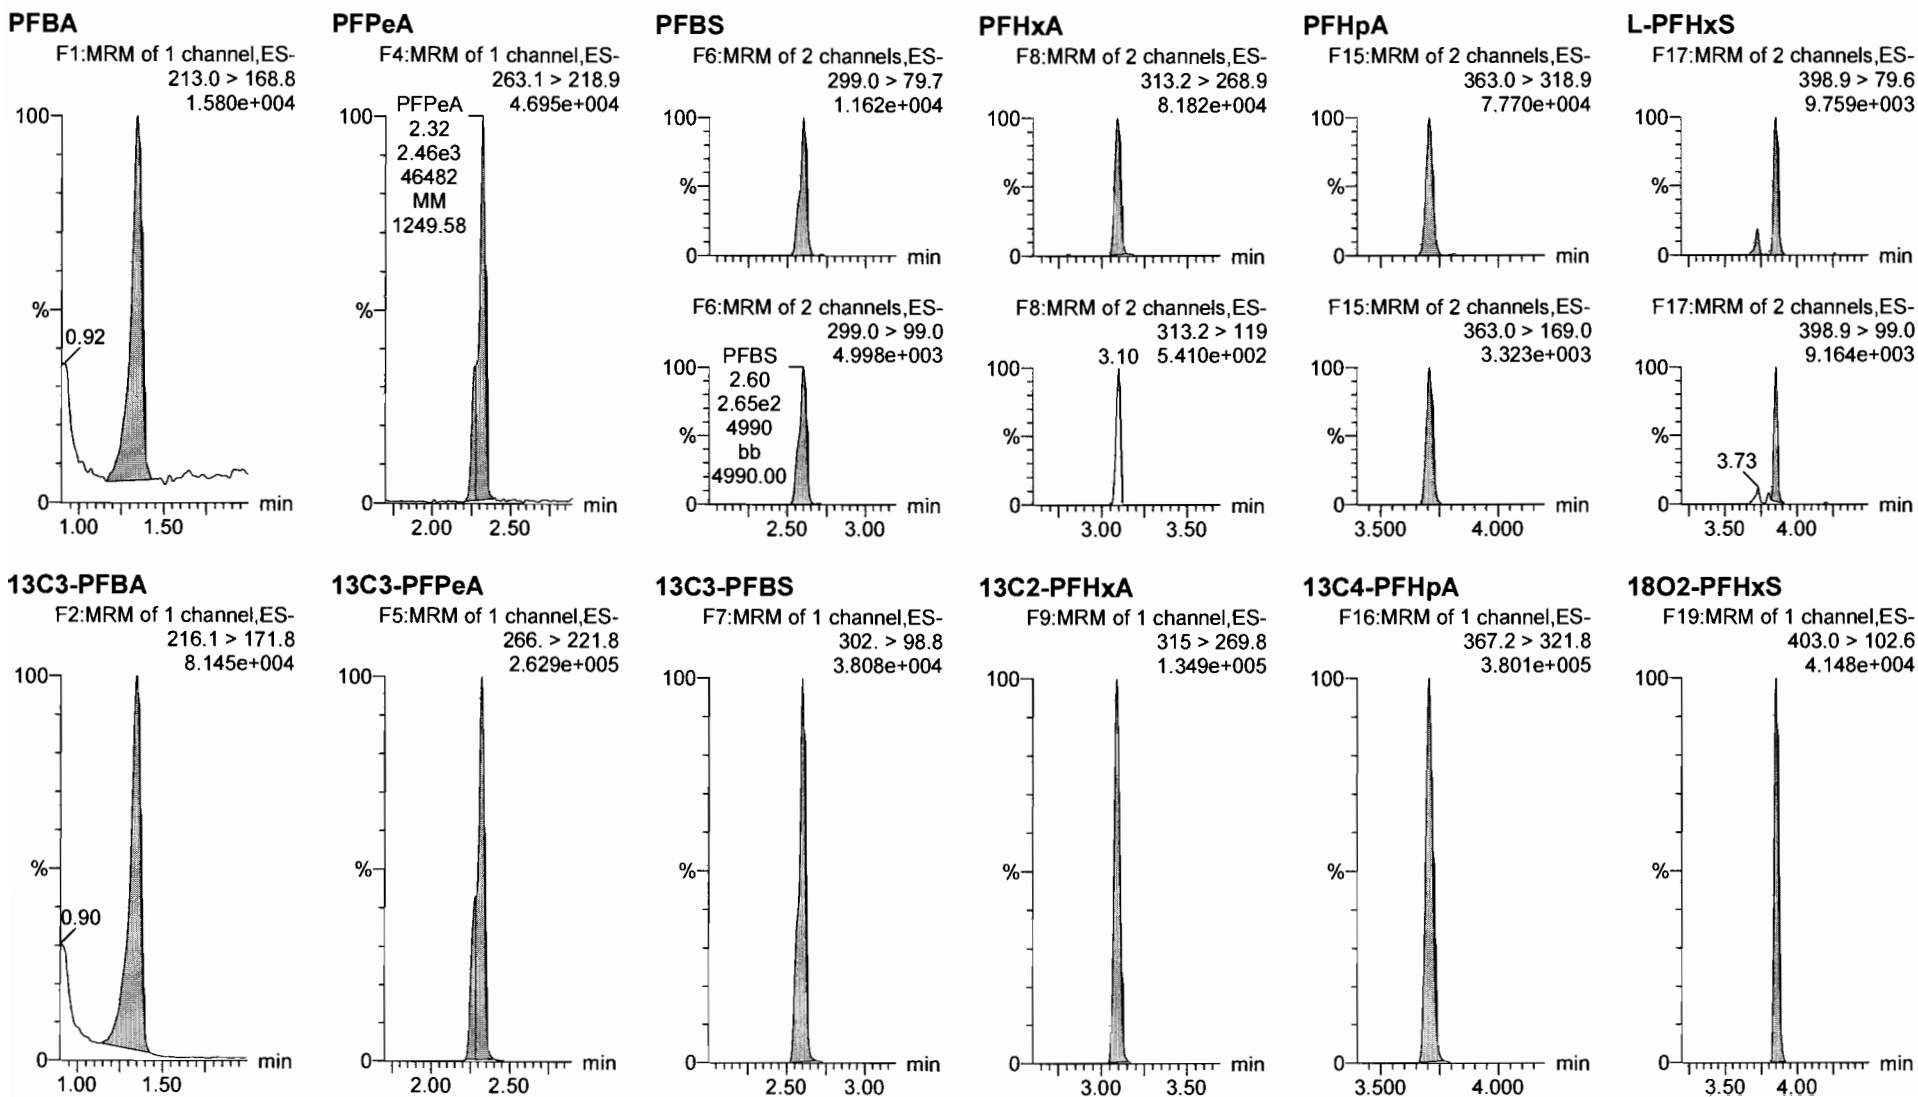 PFBA
F1:MRM of 1 channel,ES-
213.0 > 168.8
1.580e+004
100
%
0.92
0
min
1.00 1.50
PFPeA
F4:MRM of 1 channel,ES-
263.1 > 218.9
4.695e+004
PFPeA
2.32
2.46e3
46482
MM
1249.58
100
%
0
min
2.00 2.50
PFBS
F6:MRM of 2 channels,ES-
299.0 > 79.7
1.162e+004
100
%
0
min
F6:MRM of 2 channels,ES-
299.0 > 99.0
4.998e+003
PFBS
2.60
2.65e2
4990
bb
4990.00
100
%
0
min
2.50 3.00
PFHxA
F8:MRM of 2 channels,ES-
313.2 > 268.9
8.182e+004
100
%
0
min
F8:MRM of 2 channels,ES-
313.2 > 119
3.10 5.410e+002
100
%
0
min
3.00 3.50
PFHpA
F15:MRM of 2 channels,ES-
363.0 > 318.9
7.770e+004
100
%
0
min
F15:MRM of 2 channels,ES-
363.0 > 169.0
3.323e+003
100
%
0
min
3.500 4.000
L-PFHxS
F17:MRM of 2 channels,ES-
398.9 > 79.6
9.759e+003
100
%
0
min
F17:MRM of 2 channels,ES-
398.9 > 99.0
9.164e+003
100
%
3.73
0
min
3.50 4.00
13C3-PFBA
F2:MRM of 1 channel,ES-
216.1 > 171.8
8.145e+004
100
%
0.90
0
min
1.00 1.50
13C3-PFPeA
F5:MRM of 1 channel,ES-
266. > 221.8
2.629e+005
100
%
0
min
2.00 2.50
13C3-PFBS
F7:MRM of 1 channel,ES-
302. > 98.8
3.808e+004
100
%
0
min
2.50 3.00
13C2-PFHxA
F9:MRM of 1 channel,ES-
315 > 269.8
1.349e+005
100
%
0
min
3.00 3.50
13C4-PFHpA
F16:MRM of 1 channel,ES-
367.2 > 321.8
3.801e+005
100
%
0
min
3.500 4.000
18O2-PFHxS
F19:MRM of 1 channel,ES-
403.0 > 102.6
4.148e+004
100
%
0
min
3.50 4.00